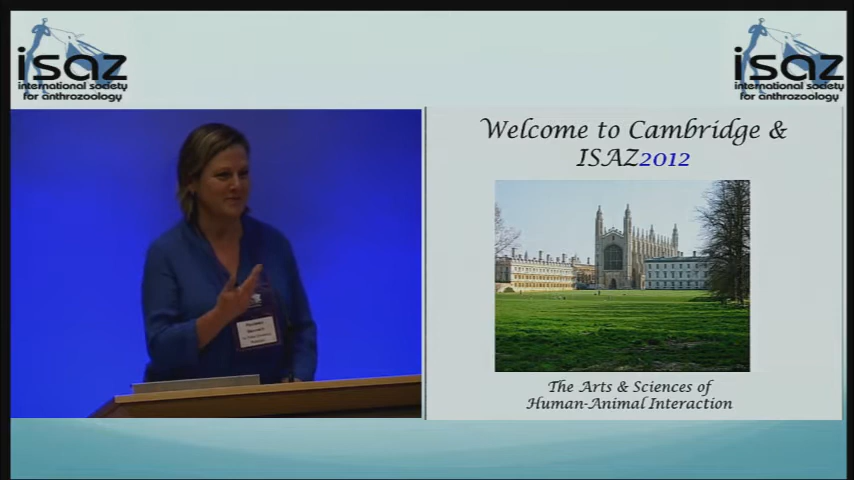 isaz
international society
for anthrozoology
isaz
international society
for anthrozoology
Welcome to Cambridge &
ISAZ2012
The Arts & Sciences of
Human-Animal Interaction